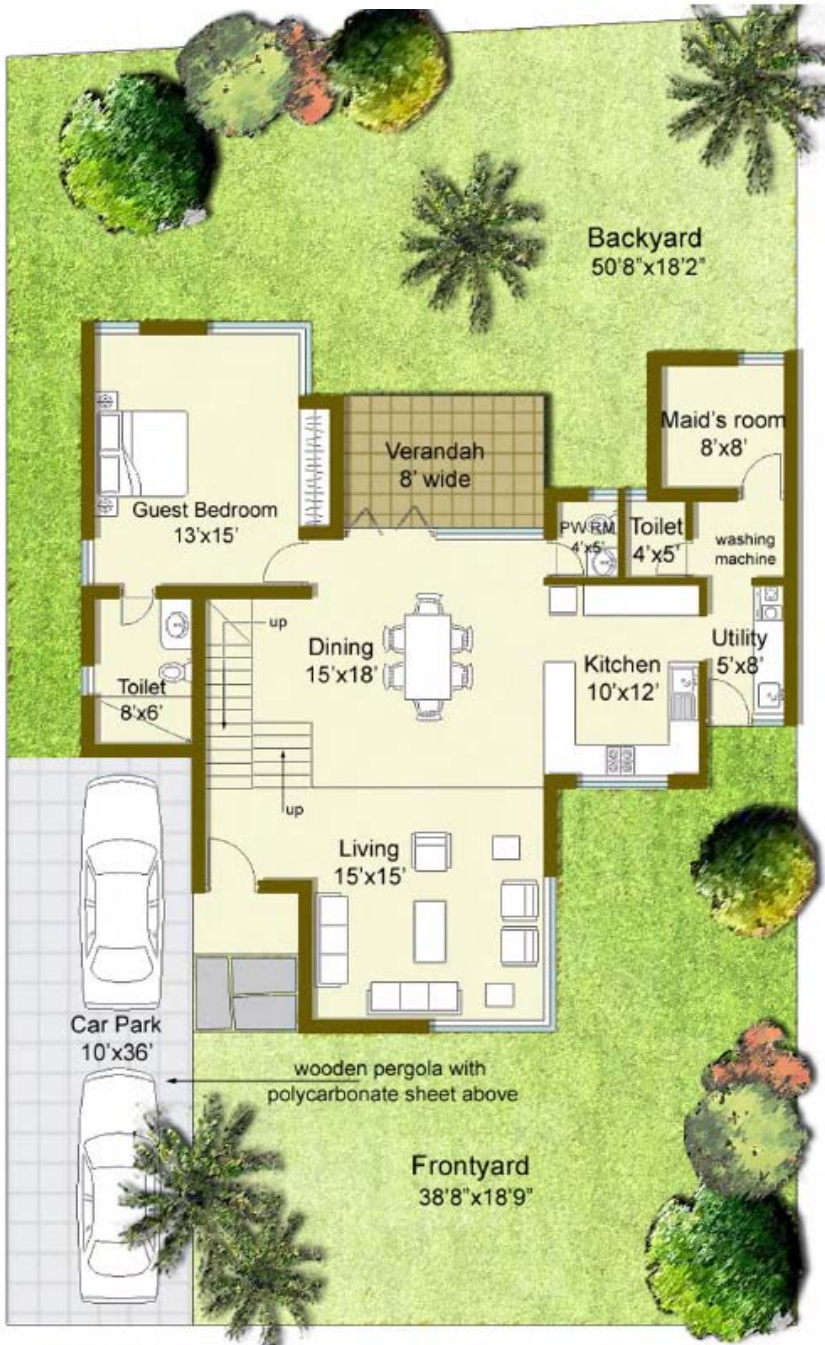 Backyard
50'8"x18'2"
Maid's room
8'x8'
Verandah
8' wide
Guest Bedroom
13'x15'
PW.RM
4'x5'
Toilet
4'x5'
washing
machine
up
Dining
15'x18'
Kitchen
10'x12'
Utility
5'x8'
Toilet
8'x6'
up
Living
15'x15'
Car Park
10'x36'
wooden pergola with
polycarbonate sheet above
Frontyard
38'8"x18'9"